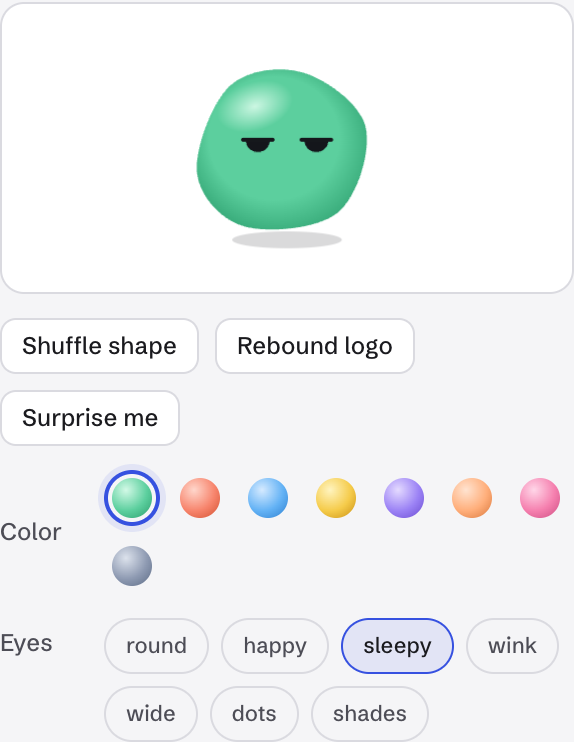 Shuffle shape
Rebound logo
Surprise me
Color
Eyes
round
happy
sleepy
wink
wide
dots
shades